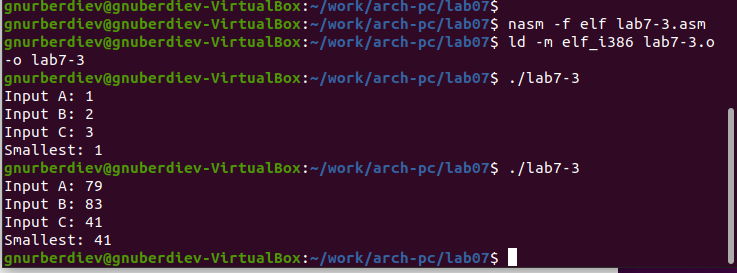 gnurberdiev@gnuberdiev-VirtualBox:~/work/arch-pc/lab07$
gnurberdiev@gnuberdiev-VirtualBox:~/work/arch-pc/lab07$ nasm -f elf lab7-3.asm
gnurberdiev@gnuberdiev-VirtualBox:~/work/arch-pc/lab07$ ld -m elf_i386 lab7-3.o
-o lab7-3
gnurberdiev@gnuberdiev-VirtualBox:~/work/arch-pc/lab07$ ./lab7-3
Input A: 1
Input B: 2
Input C: 3
Smallest: 1
gnurberdiev@gnuberdiev-VirtualBox:~/work/arch-pc/lab07$ ./lab7-3
Input A: 79
Input B: 83
Input C: 41
Smallest: 41
gnurberdiev@gnuberdiev-VirtualBox:~/work/arch-pc/lab07$